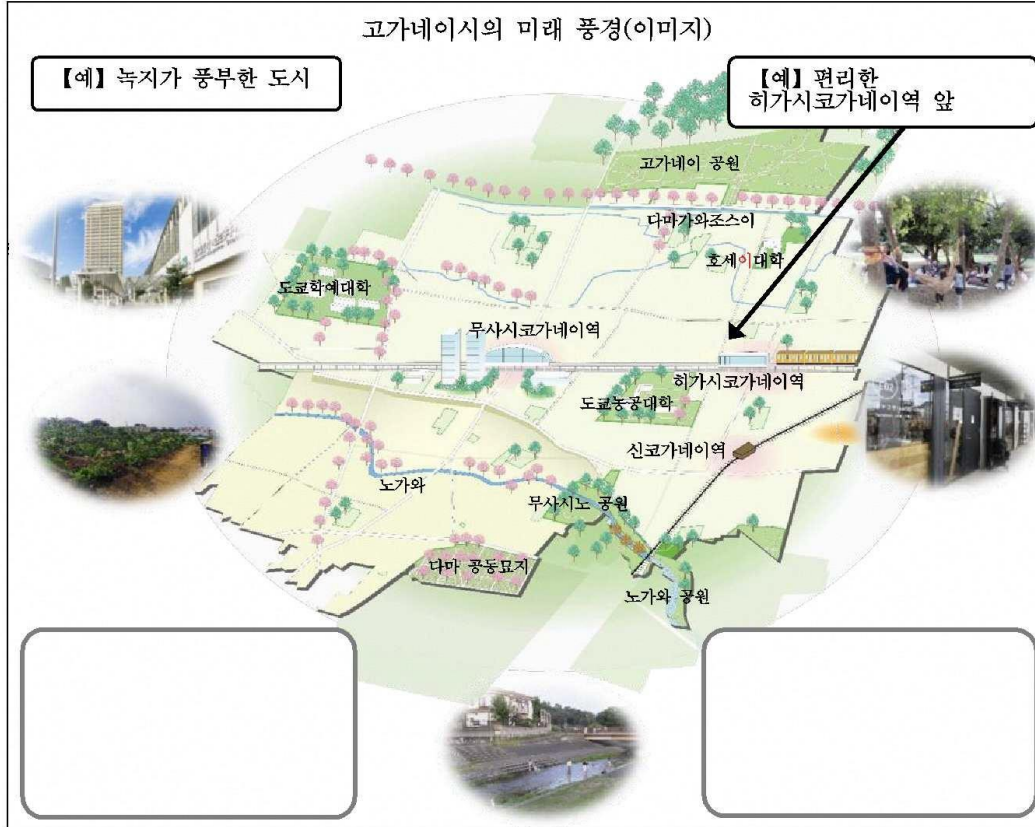 고가네이시의 미래 풍경(이미지)
【예】 녹지가 풍부한 도시
【예】 편리한
히가시코가네이역 앞
고가네이 공원
다마가와조스이
호세이대학
도쿄학예대학
무사시코가네이역
히가시코가네이역
도쿄농공대학
신코가네이역
노가와
무사시노 공원
다마 공동묘지
노가와 공원